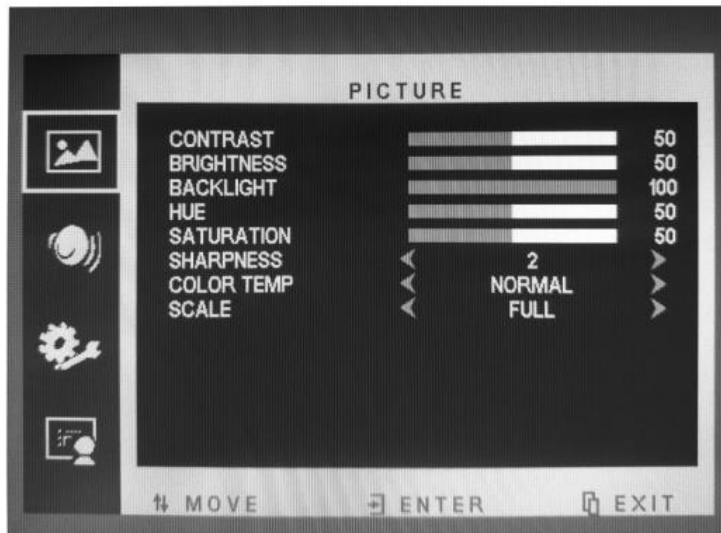 PICTURE
CONTRAST 50
BRIGHTNESS 50
BACKLIGHT 100
HUE 50
SATURATION 50
SHARPNESS 2
COLOR TEMP NORMAL
SCALE FULL
MOVE ENTER EXIT